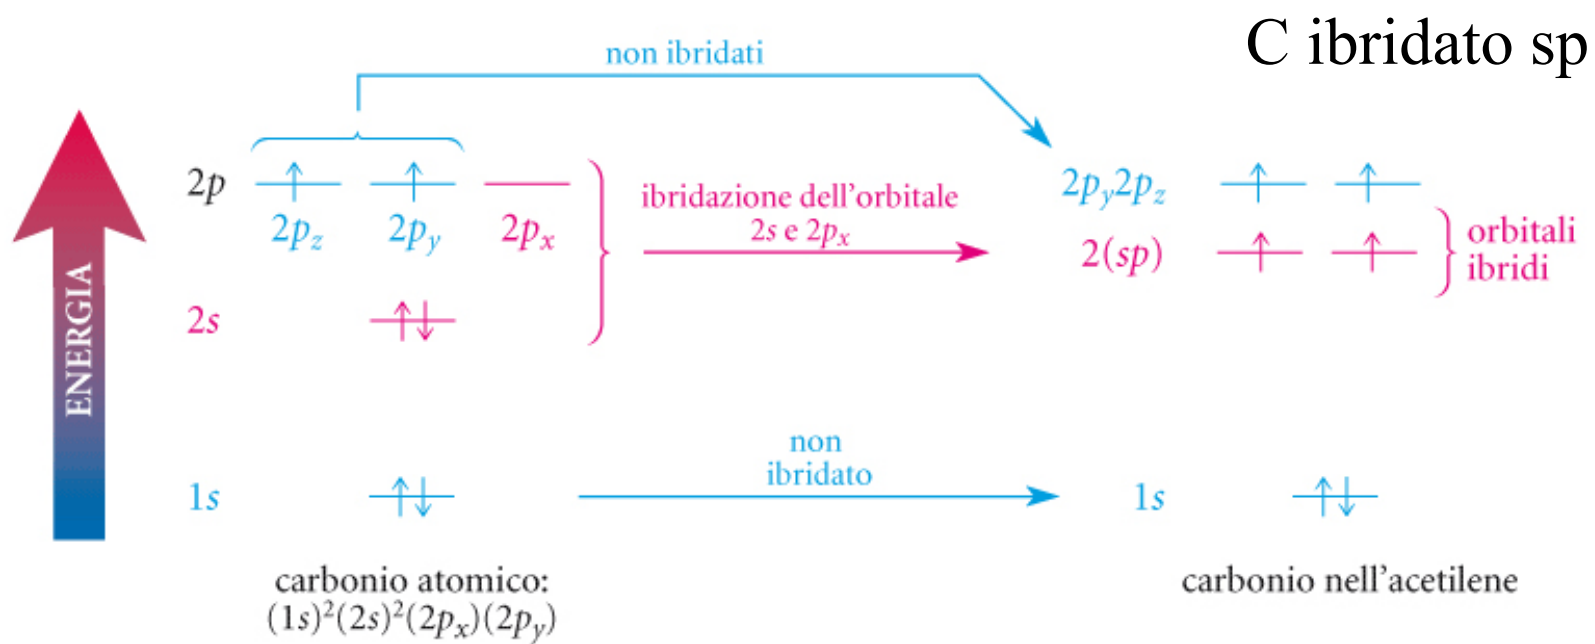 C ibridato sp
non ibridati
ENERGIA
2p
2p_z 2p_y 2p_x
ibridazione dell'orbitale
2s e 2p_x
2p_y2p_z
2(sp)
orbitali
ibridi
2s
non
ibridato
1s
1s
carbonio atomico:
(1s)²(2s)²(2p_x)(2p_y)
carbonio nell'acetilene